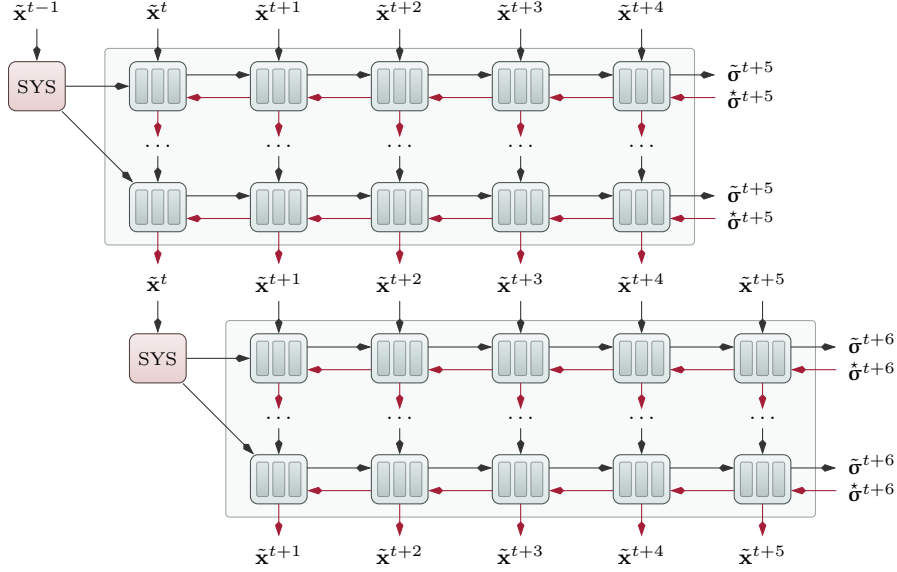 x̃^{t−1} x̃^{t} x̃^{t+1} x̃^{t+2} x̃^{t+3} x̃^{t+4}
SYS
σ̃^{t+5}
σ̇^{t+5}
... ... ... ... ...
σ̃^{t+5}
σ̇^{t+5}
x̃^{t} x̃^{t+1} x̃^{t+2} x̃^{t+3} x̃^{t+4} x̃^{t+5}
SYS
σ̃^{t+6}
σ̇^{t+6}
... ... ... ... ...
σ̃^{t+6}
σ̇^{t+6}
x̃^{t+1} x̃^{t+2} x̃^{t+3} x̃^{t+4} x̃^{t+5}